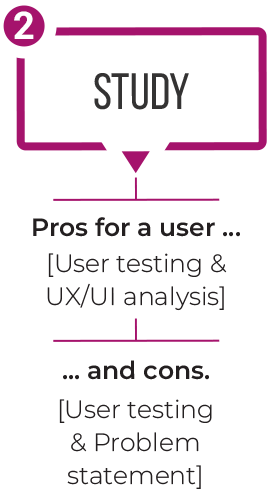 2
STUDY
Pros for a user ...
[User testing &
UX/UI analysis]
... and cons.
[User testing
& Problem
statement]